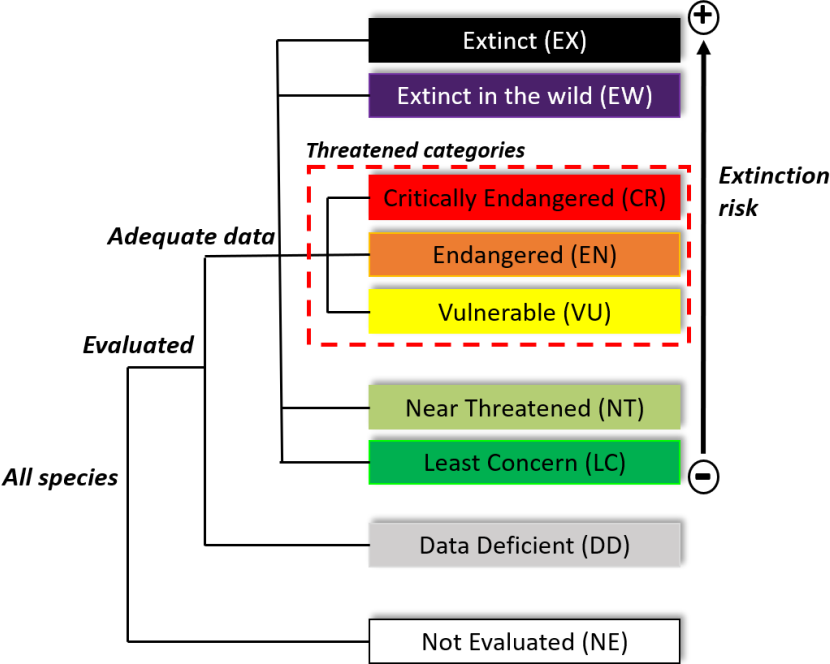 Extinct (EX)
Extinct in the wild (EW)
Threatened categories
Critically Endangered (CR)
Extinction
risk
Adequate data
Endangered (EN)
Vulnerable (VU)
Evaluated
Near Threatened (NT)
Least Concern (LC)
All species
Data Deficient (DD)
Not Evaluated (NE)